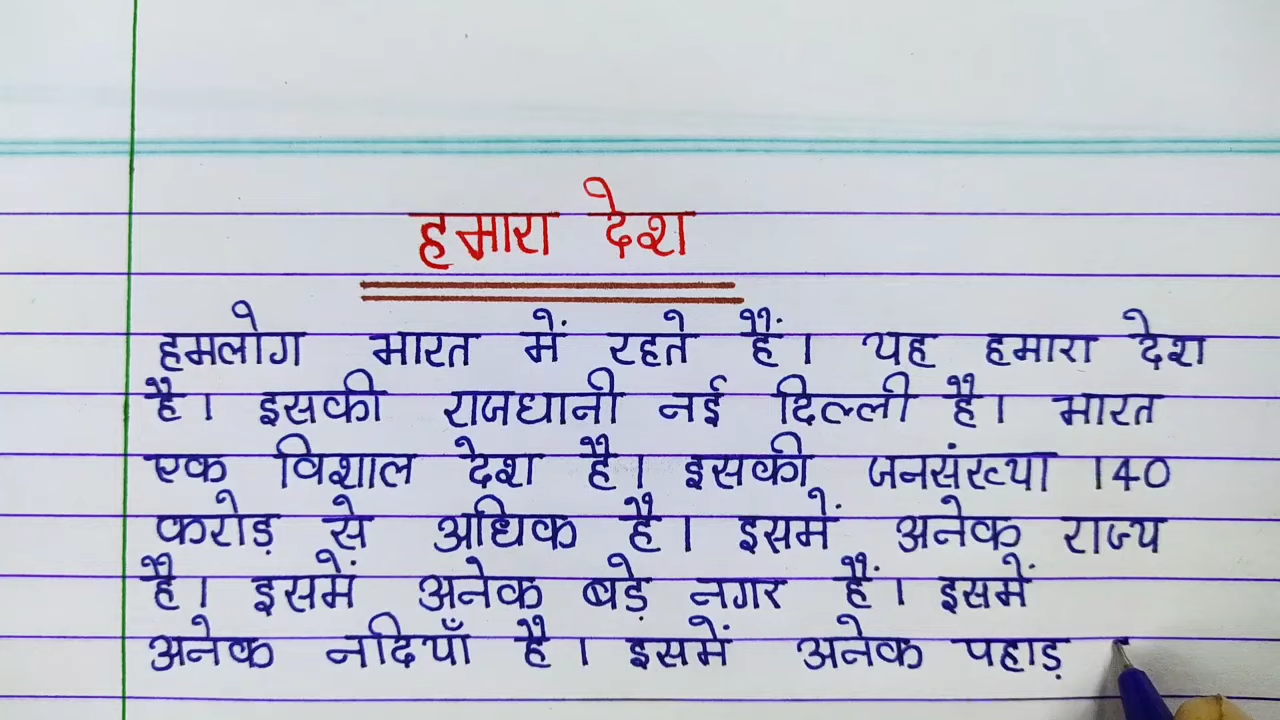 हमारा देश
हमलोग भारत में रहते हैं। यह हमारा देश
है। इसकी राजधानी नई दिल्ली है। भारत
एक विशाल देश है। इसकी जनसंख्या 140
करोड़ से अधिक है। इसमें अनेक राज्य
है। इसमें अनेक बड़े नगर हैं। इसमें
अनेक नदियाँ है। इसमें अनेक पहाड़